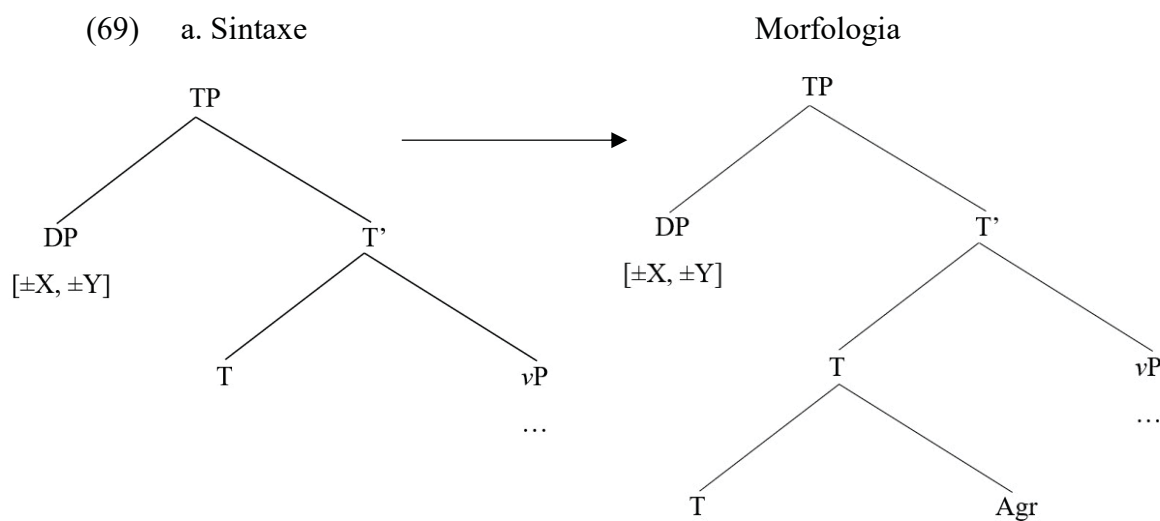 (69) a. Sintaxe Morfologia
TP TP
DP T’ DP T’
[±X, ±Y] [±X, ±Y]
T vP T vP
… …
T Agr